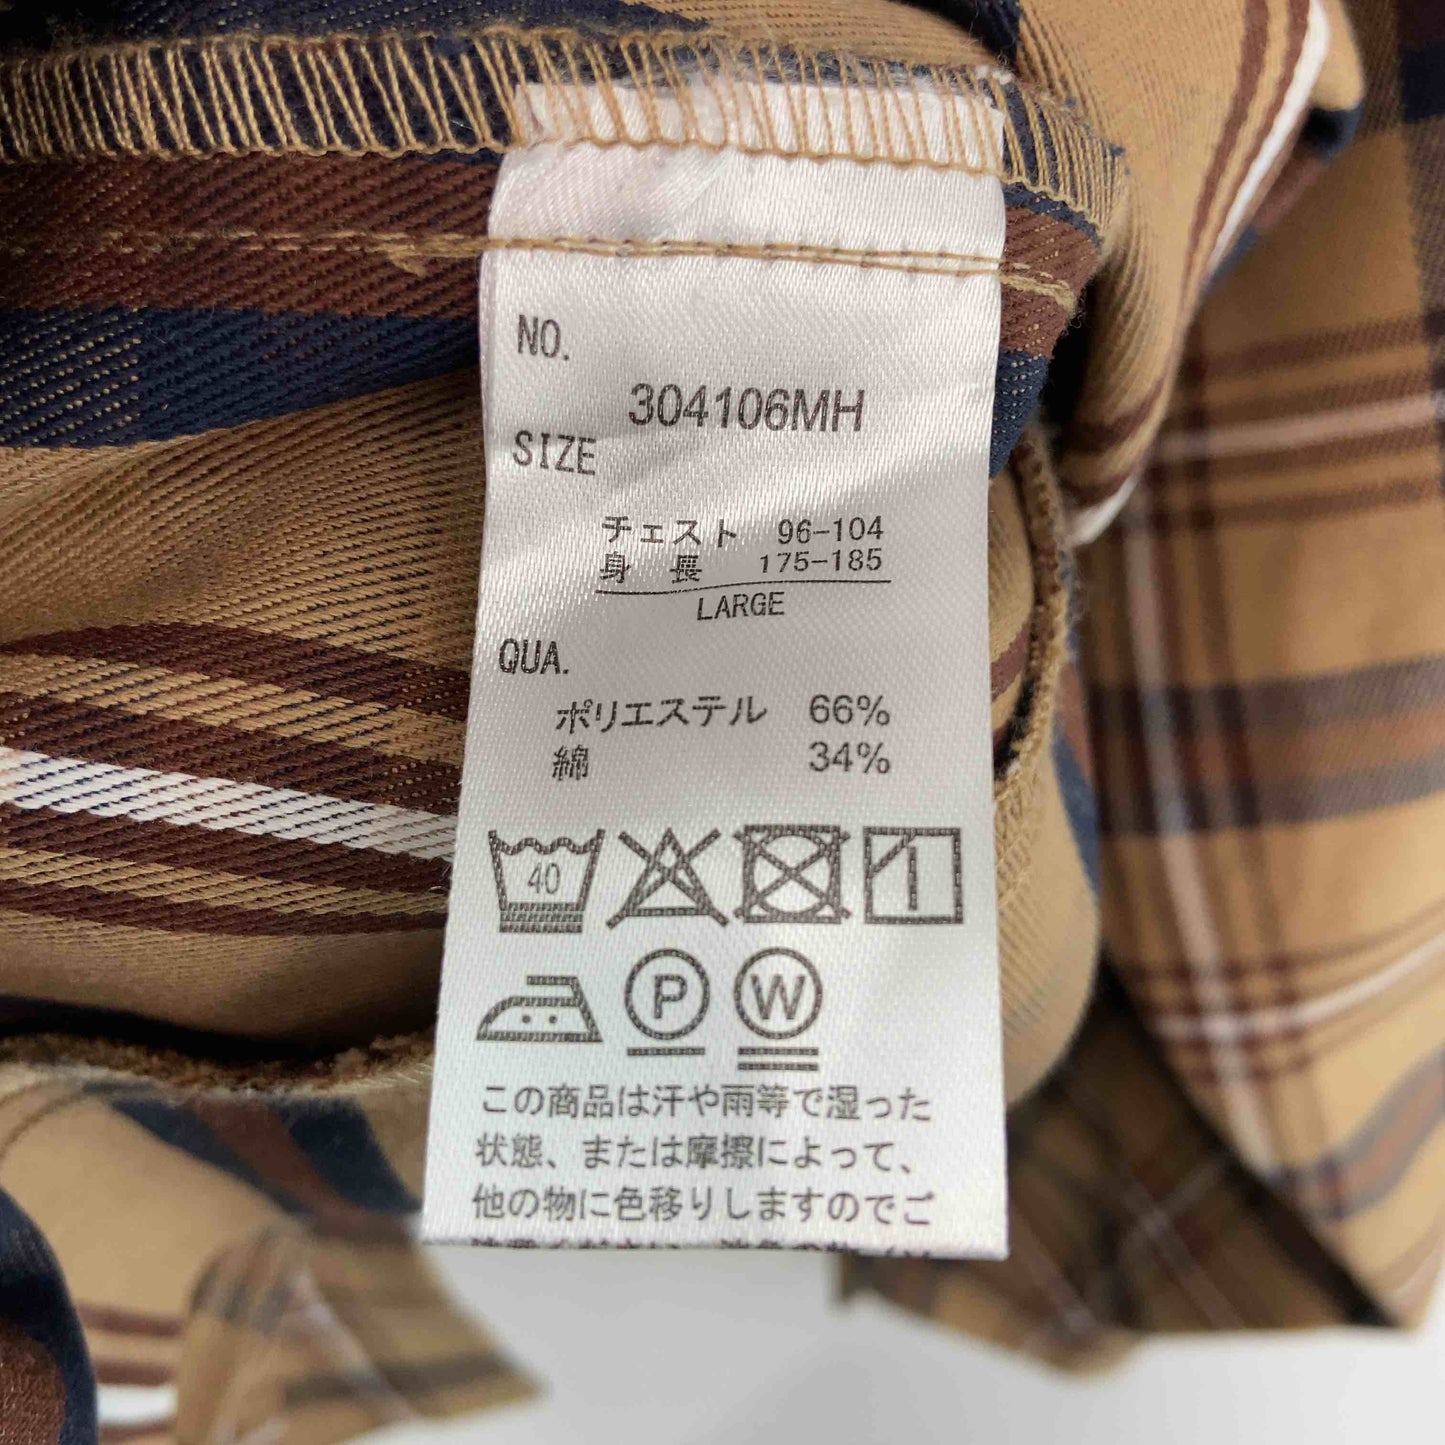 NO.
304106MH
SIZE
チェスト 96-104
身 長 175-185
LARGE
QUA.
ポリエステル 66%
綿 34%
40
P W
この商品は汗や雨等で湿った
状態、または摩擦によって、
他の物に色移りしますのでご